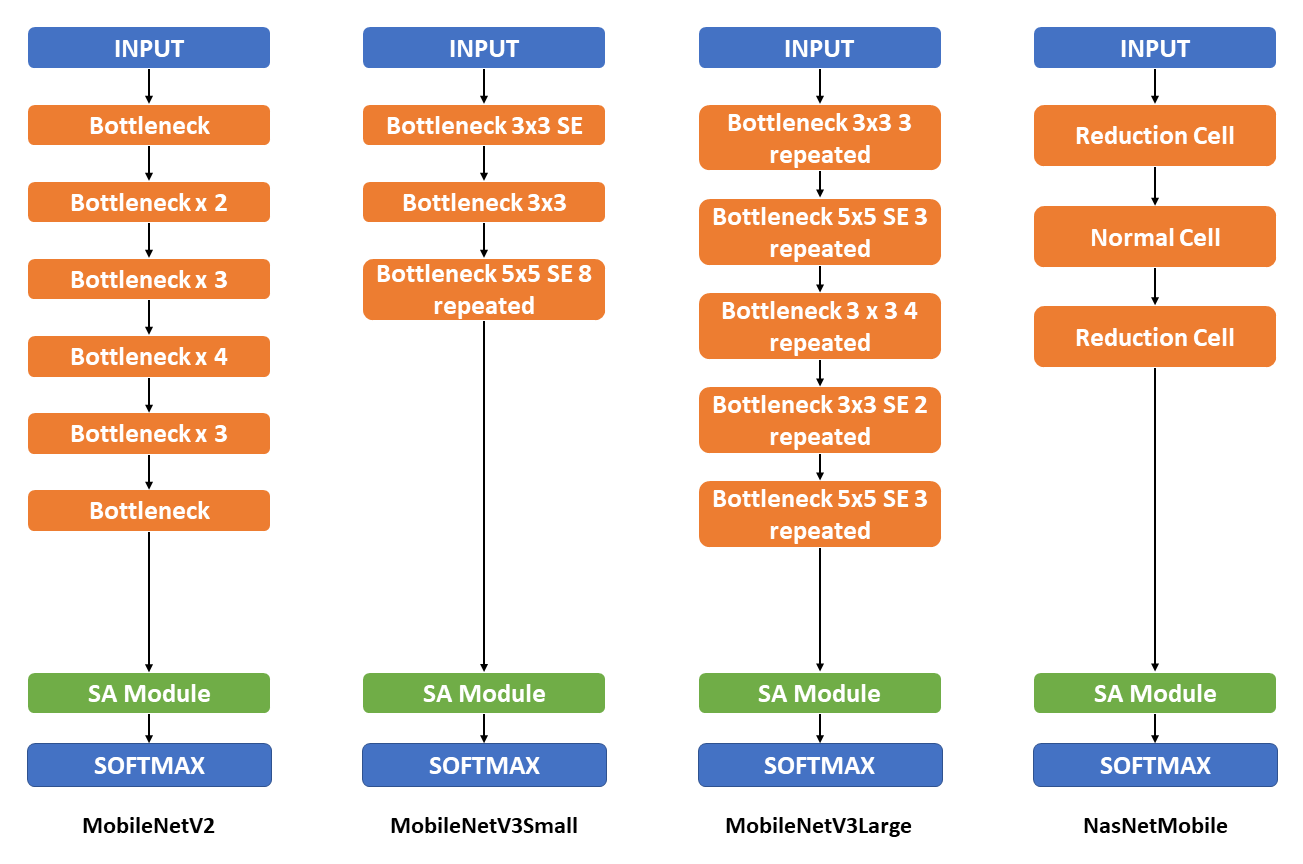 INPUT
Bottleneck
Bottleneck x 2
Bottleneck x 3
Bottleneck x 4
Bottleneck x 3
Bottleneck
SA Module
SOFTMAX
MobileNetV2
INPUT
Bottleneck 3x3 SE
Bottleneck 3x3
Bottleneck 5x5 SE 8
repeated
SA Module
SOFTMAX
MobileNetV3Small
INPUT
Bottleneck 3x3 3
repeated
Bottleneck 5x5 SE 3
repeated
Bottleneck 3 x 3 4
repeated
Bottleneck 3x3 SE 2
repeated
Bottleneck 5x5 SE 3
repeated
SA Module
SOFTMAX
MobileNetV3Large
INPUT
Reduction Cell
Normal Cell
Reduction Cell
SA Module
SOFTMAX
NasNetMobile